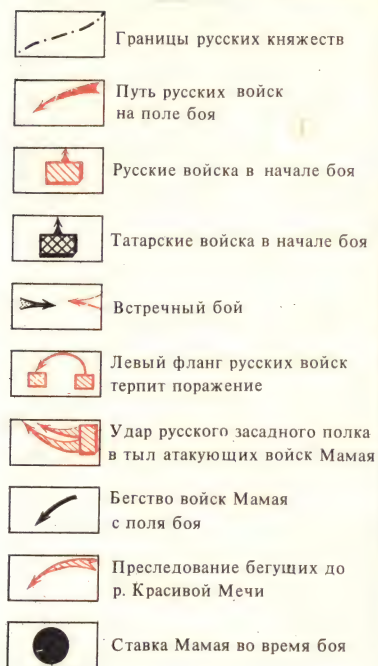 Границы русских княжеств
Путь русских войск
на поле боя
Русские войска в начале боя
Татарские войска в начале боя
Встречный бой
Левый фланг русских войск
терпит поражение
Удар русского засадного полка
в тыл атакующих войск Мамая
Бегство войск Мамая
с поля боя
Преследование бегущих до
р. Красивой Мечи
Ставка Мамая во время боя